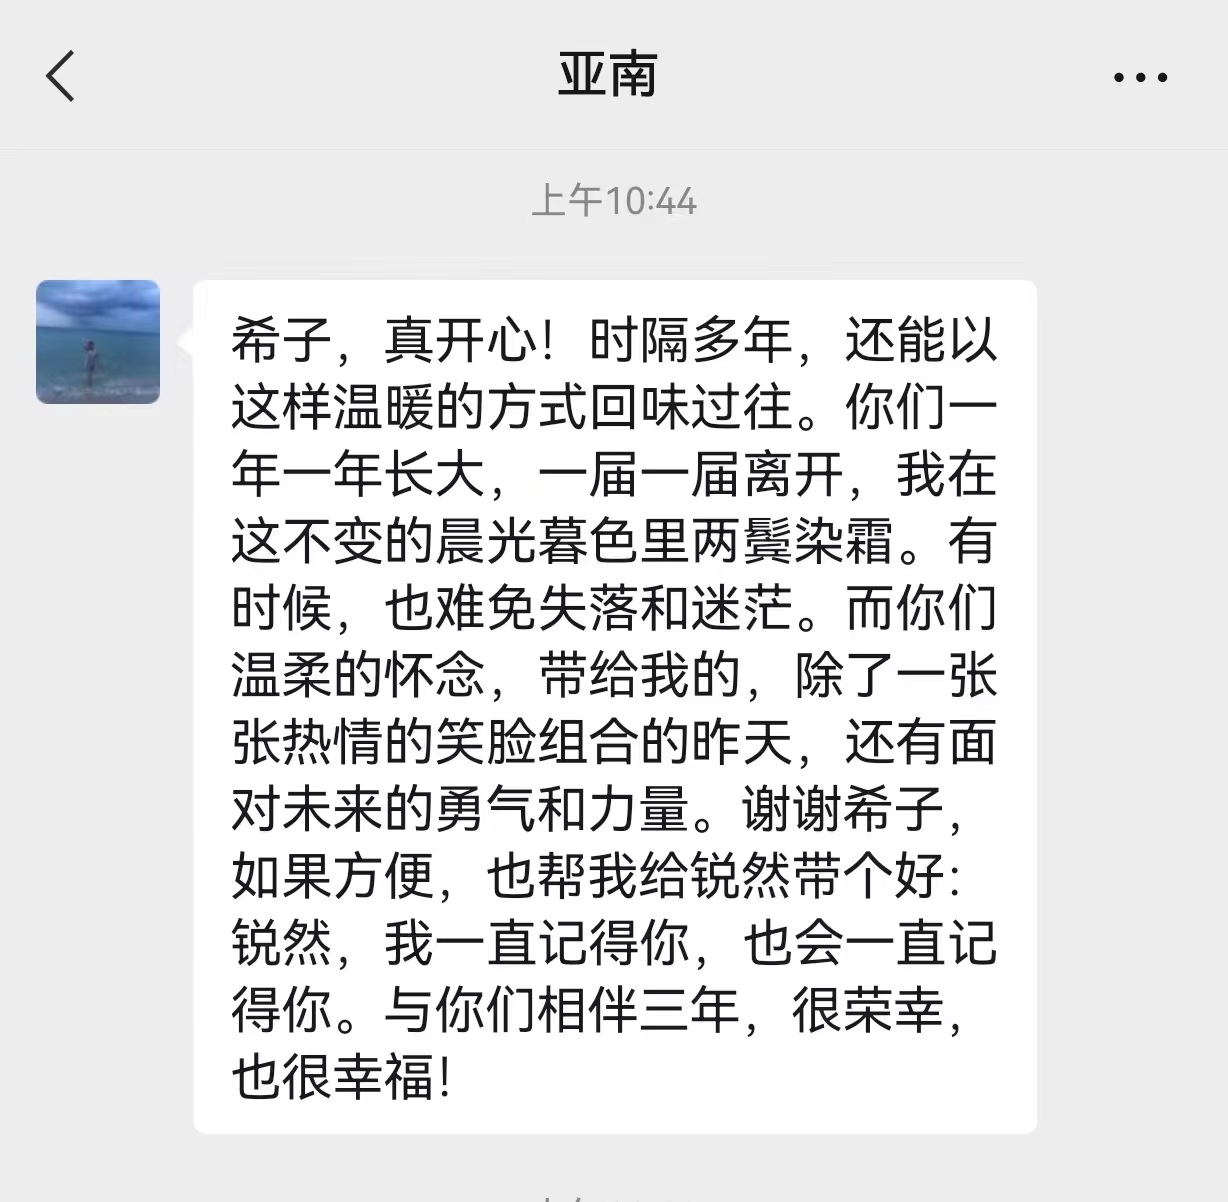 亚南
上午10:44
希子，真开心！时隔多年，还能以
这样温暖的方式回味过往。你们一
年一年长大，一届一届离开，我在
这不变的晨光暮色里两鬓染霜。有
时候，也难免失落和迷茫。而你们
温柔的怀念，带给我的，除了一张
张热情的笑脸组合的昨天，还有面
对未来的勇气和力量。谢谢希子，
如果方便，也帮我给锐然带个好：
锐然，我一直记得你，也会一直记
得你。与你们相伴三年，很荣幸，
也很幸福！